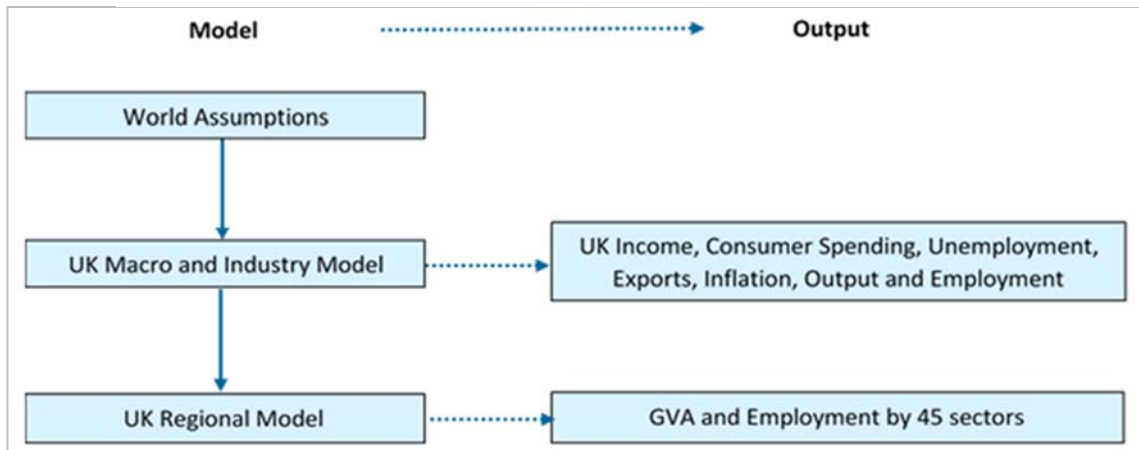 Model
Output
World Assumptions
UK Macro and Industry Model
UK Income, Consumer Spending, Unemployment,
Exports, Inflation, Output and Employment
UK Regional Model
GVA and Employment by 45 sectors